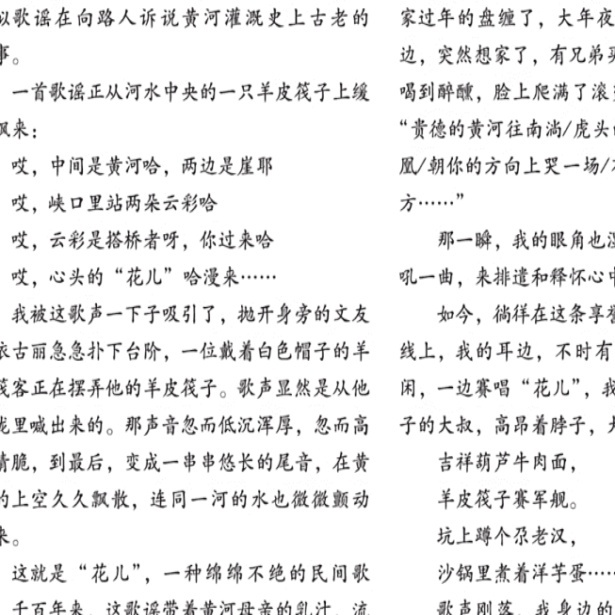 以歌谣在向路人诉说黄河灌溉史上古老的
事。
一首歌谣正从河水中央的一只羊皮筏子上缓
飘来：
哎，中间是黄河哈，两边是崖耶
哎，峡口里站两朵云彩哈
哎，云彩是搭桥者呀，你过来哈
哎，心头的“花儿”哈漫来……
我被这歌声一下子吸引了，抛开身旁的文友
依古丽急急扑下台阶，一位戴着白色帽子的羊
筏客正在摆弄他的羊皮筏子。歌声显然是从他
咙里喊出来的。那声音忽而低沉浑厚，忽而高
清脆，到最后，变成一串串悠长的尾音，在黄
的上空久久飘散，连同一河的水也微微颤动
来。
这就是“花儿”，一种绵绵不绝的民间歌
千百年来，这歌谣带着黄河母亲的乳汁，流
家过年的盘缠了，大年夜
边，突然想家了，有兄弟买
喝到醉醺，脸上爬满了滚
“贵德的黄河往南淌/虎头
凰/朝你的方向上哭一场/
方……”
那一瞬，我的眼角也湿
吼一曲，来排遣和释怀心中
如今，徜徉在这条享誉
线上，我的耳边，不时有
闲，一边赛唱“花儿”，我
子的大叔，高昂着脖子，大
吉祥葫芦牛肉面，
羊皮筏子赛军舰。
炕上蹲个尕老汉，
沙锅里煮着洋芋蛋……
歌声刚落，我身边的